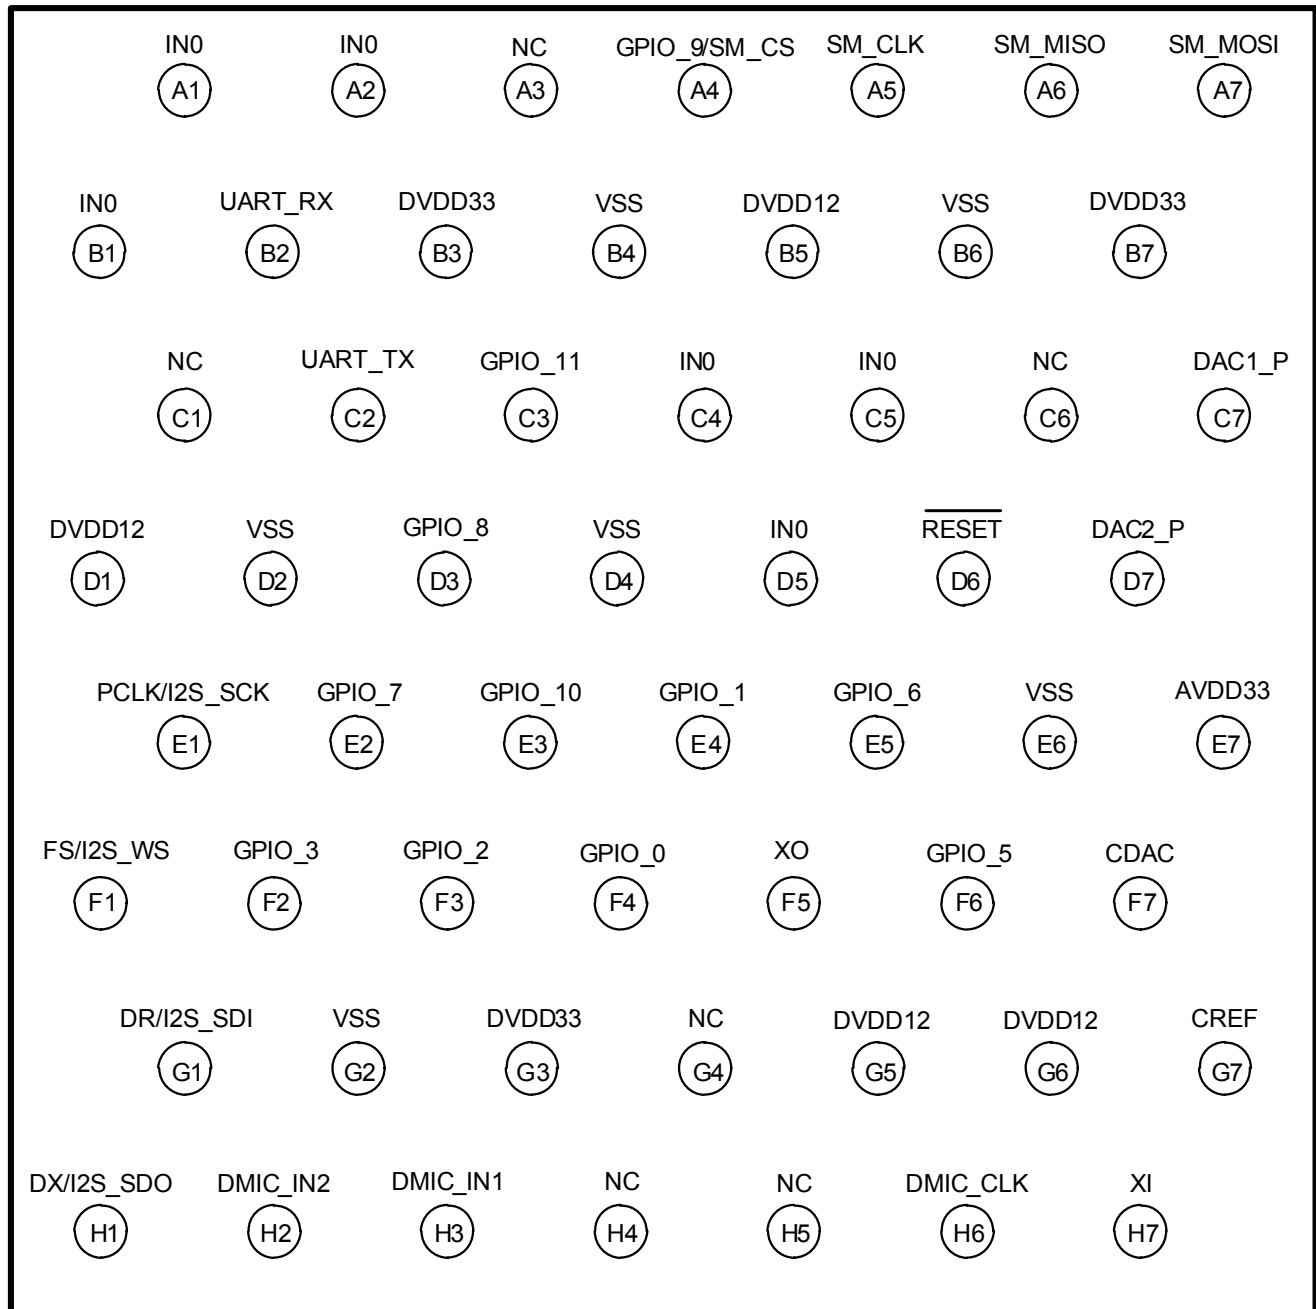 IN0 IN0 NC GPIO_9/SM_CS SM_CLK SM_MISO SM_MOSI
A1 A2 A3 A4 A5 A6 A7
IN0 UART_RX DVDD33 VSS DVDD12 VSS DVDD33
B1 B2 B3 B4 B5 B6 B7
NC UART_TX GPIO_11 IN0 IN0 NC DAC1_P
C1 C2 C3 C4 C5 C6 C7
DVDD12 VSS GPIO_8 VSS IN0 RESET DAC2_P
D1 D2 D3 D4 D5 D6 D7
PCLK/I2S_SCK GPIO_7 GPIO_10 GPIO_1 GPIO_6 VSS AVDD33
E1 E2 E3 E4 E5 E6 E7
FS/I2S_WS GPIO_3 GPIO_2 GPIO_0 XO GPIO_5 CDAC
F1 F2 F3 F4 F5 F6 F7
DR/I2S_SDI VSS DVDD33 NC DVDD12 DVDD12 CREF
G1 G2 G3 G4 G5 G6 G7
DX/I2S_SDO DMIC_IN2 DMIC_IN1 NC NC DMIC_CLK XI
H1 H2 H3 H4 H5 H6 H7